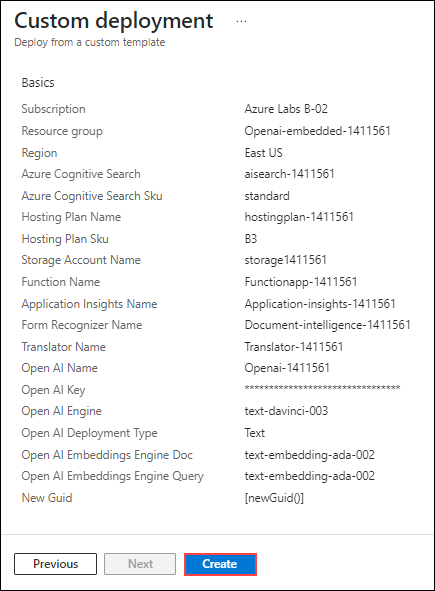 Custom deployment ...
Deploy from a custom template
Basics
Subscription Azure Labs B-02
Resource group Openai-embedded-1411561
Region East US
Azure Cognitive Search aisearch-1411561
Azure Cognitive Search Sku standard
Hosting Plan Name hostingplan-1411561
Hosting Plan Sku B3
Storage Account Name storage1411561
Function Name Functionapp-1411561
Application Insights Name Application-insights-1411561
Form Recognizer Name Document-intelligence-1411561
Translator Name Translator-1411561
Open AI Name Openai-1411561
Open AI Key ********************************
Open AI Engine text-davinci-003
Open AI Deployment Type Text
Open AI Embeddings Engine Doc text-embedding-ada-002
Open AI Embeddings Engine Query text-embedding-ada-002
New Guid [newGuid()]
Previous Next Create